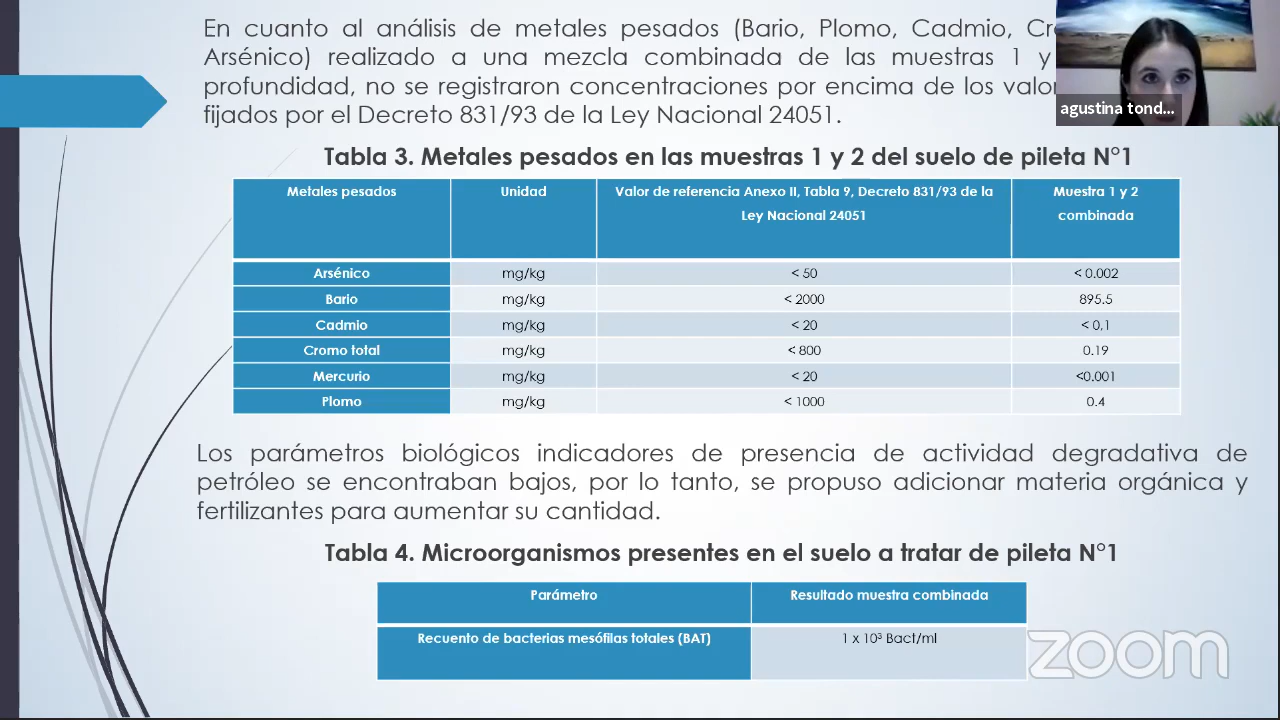 En cuanto al análisis de metales pesados (Bario, Plomo, Cadmio,
Arsénico) realizado a una mezcla combinada de las muestras 1 y
profundidad, no se registraron concentraciones por encima de los
fijados por el Decreto 831/93 de la Ley Nacional 24051.
agustina tond...
Tabla 3. Metales pesados en las muestras 1 y 2 del suelo de pileta N°1
Metales pesados Unidad Valor de referencia Anexo II, Tabla 9, Decreto 831/93 de la Muestra 1 y 2
Ley Nacional 24051 combinada
Arsénico mg/kg < 50 < 0.002
Bario mg/kg < 2000 895.5
Cadmio mg/kg < 20 < 0,1
Cromo total mg/kg < 800 0.19
Mercurio mg/kg < 20 <0.001
Plomo mg/kg < 1000 0.4
Los parámetros biológicos indicadores de presencia de actividad degradativa de
petróleo se encontraban bajos, por lo tanto, se propuso adicionar materia orgánica y
fertilizantes para aumentar su cantidad.
Tabla 4. Microorganismos presentes en el suelo a tratar de pileta N°1
Parámetro Resultado muestra combinada
Recuento de bacterias mesófilas totales (BAT) 1 x 10³ Bact/ml
zoom